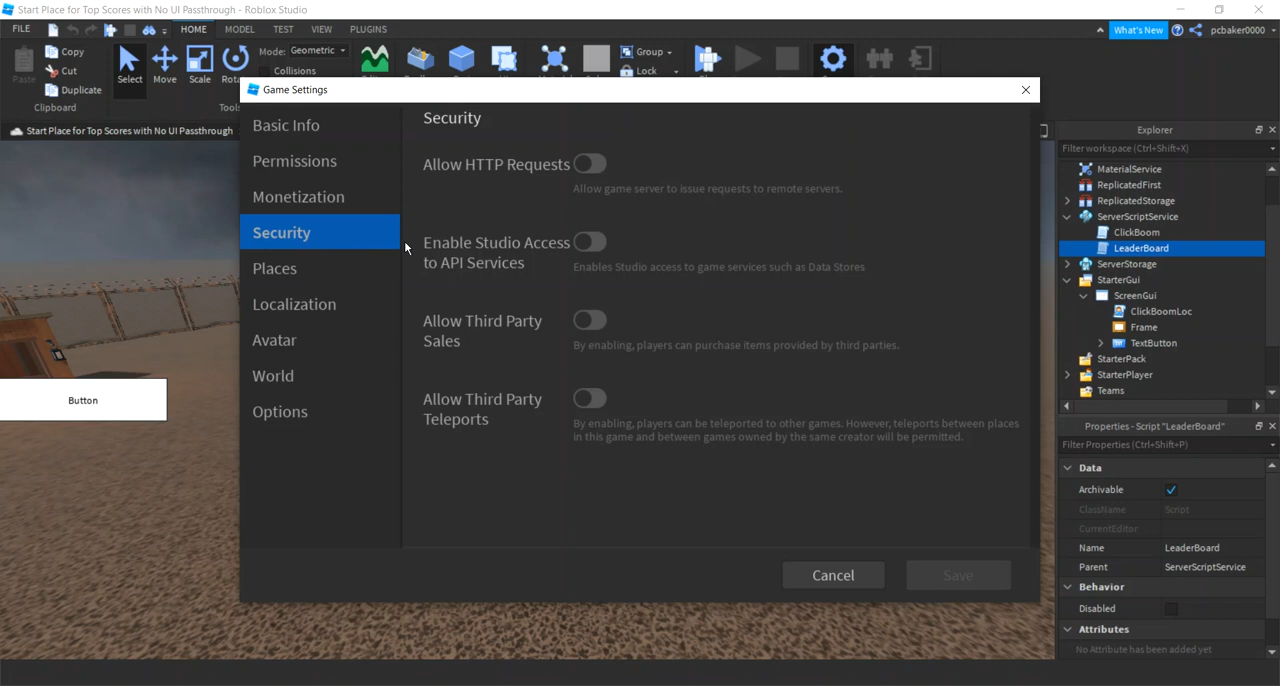 Start Place for Top Scores with No UI Passthrough - Roblox Studio
FILE HOME MODEL TEST VIEW PLUGINS What's New pcbaker0000
Paste
Copy
Cut
Duplicate
Clipboard
Select
Move
Scale
Mode: Geometric
Collisions
Group
Lock
Start Place for Top Scores with No UI Passthrough
Button
Game Settings
Basic Info
Permissions
Monetization
Security
Places
Localization
Avatar
World
Options
Security
Allow HTTP Requests
Allow game server to issue requests to remote servers.
Enable Studio Access
to API Services
Enables Studio access to game services such as Data Stores
Allow Third Party
Sales
By enabling, players can purchase items provided by third parties.
Allow Third Party
Teleports
By enabling, players can be teleported to other games. However, teleports between places
in this game and between games owned by the same creator will be permitted.
Cancel
Save
Explorer
Filter workspace (Ctrl+Shift+X)
MaterialService
ReplicatedFirst
ReplicatedStorage
ServerScriptService
ClickBoom
LeaderBoard
ServerStorage
StarterGui
ScreenGui
ClickBoomLoc
Frame
TextButton
StarterPack
StarterPlayer
Teams
Properties - Script "LeaderBoard"
Filter Properties (Ctrl+Shift+P)
Data
Archivable
ClassName Script
CurrentEditor
Name LeaderBoard
Parent ServerScriptService
Behavior
Disabled
Attributes
No Attribute has been added yet